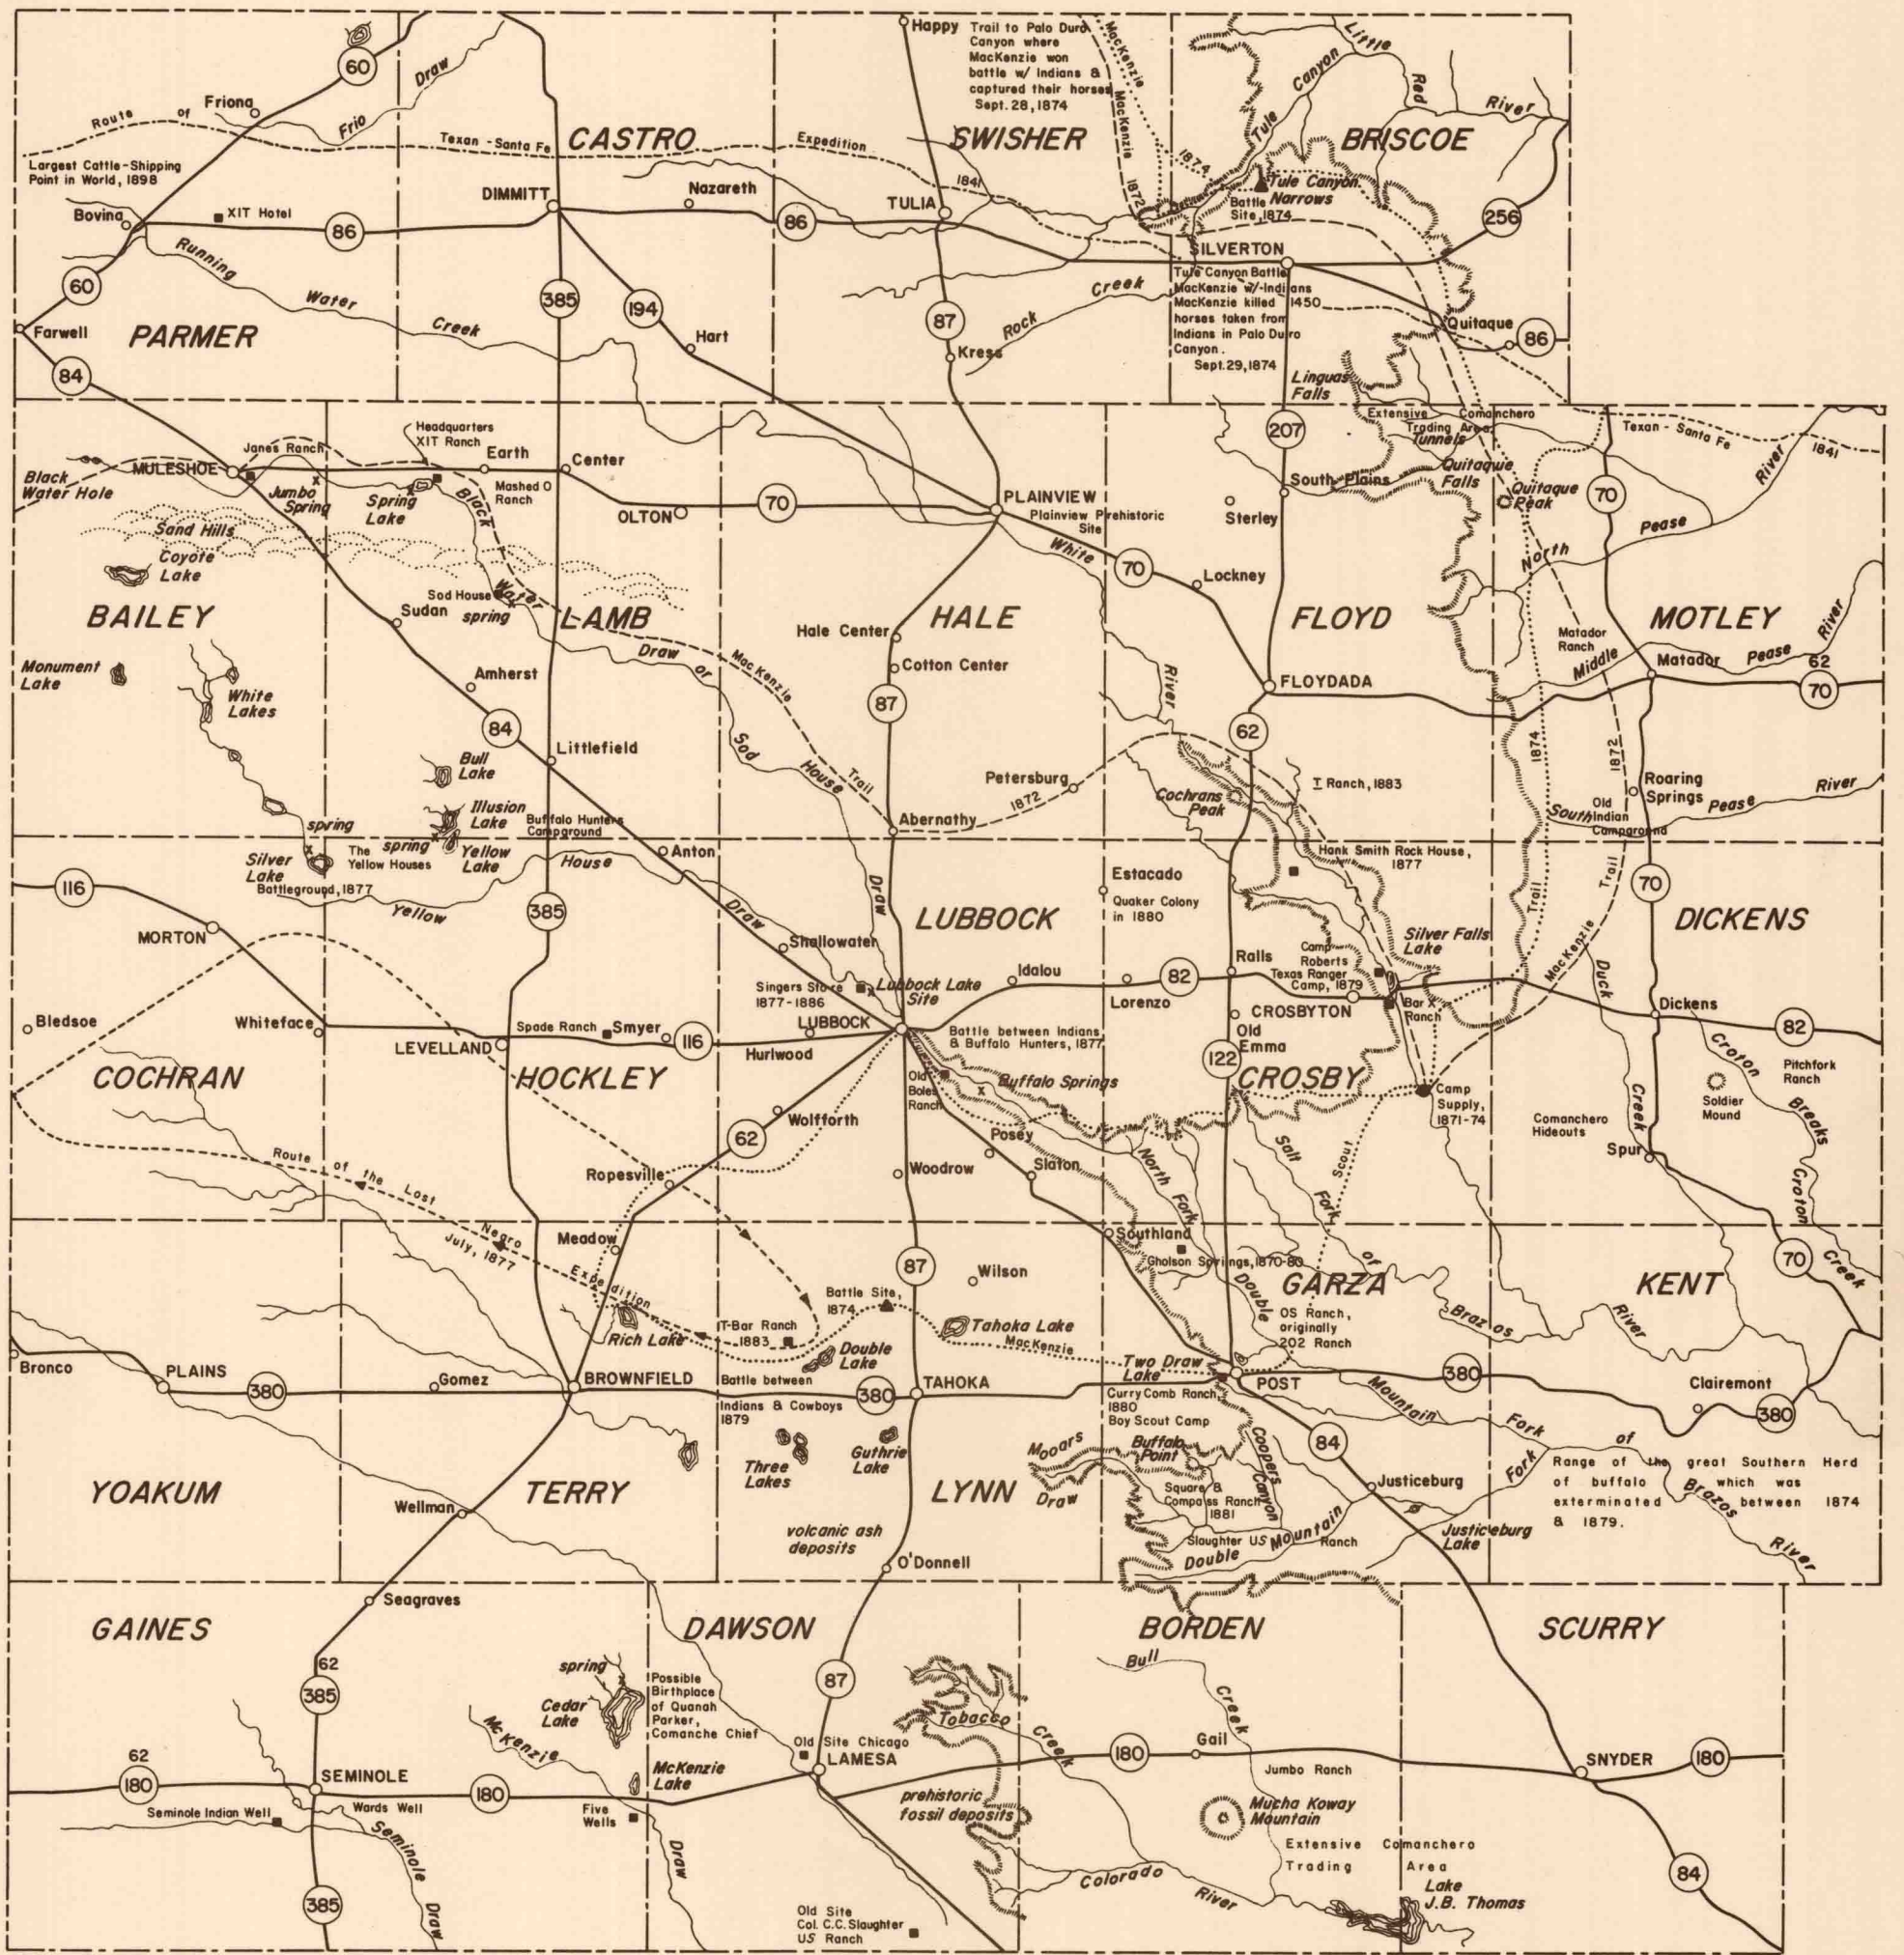 Happy
Trail to Palo Duro
Canyon where
MacKenzie won
battle w/ Indians &
captured their horses
Sept. 28, 1874
MacKenzie
MacKenzie
1872
1874
Little
Red
River
Tule
Canyon
60
Friona
Frio
Draw
Route of
Texan - Santa Fe
Expedition
1841
CASTRO
SWISHER
BRISCOE
Largest Cattle-Shipping
Point in World, 1898
Bovina
XIT Hotel
86
DIMMITT
Nazareth
86
TULIA
Tule Canyon
Narrows
Battle
Site, 1874
256
Running
Water
Creek
60
385
194
87
Rock
Creek
SILVERTON
Tule Canyon Battle
MacKenzie w/-Indians
MacKenzie killed 1450
horses taken from
Indians in Palo Duro
Canyon.
Sept. 29, 1874
Quitaque
86
Farwell
PARMER
Hart
Kress
84
Linguas
Falls
Janes Ranch
Headquarters
XIT Ranch
Earth
Center
207
Extensive Comanchero
Trading Area
Tunnels
Texan - Santa Fe
1841
Black
Water Hole
MULESHOE
Jumbo
Spring
Spring
Lake
Black
Mashed O
Ranch
OLTON
70
PLAINVIEW
Plainview Prehistoric
Site
South Plains
Sterley
Quitaque
Falls
Quitaque
Peak
70
North
Pease
River
Sand Hills
Coyote
Lake
White
70
Lockney
Sod House
spring
Water
Sudan
BAILEY
LAMB
HALE
FLOYD
MOTLEY
Hale Center
Cotton Center
Draw or
MacKenzie
Matador
Ranch
Middle
Matador
Pease
River
62
70
Monument
Lake
White
Lakes
Amherst
87
River
FLOYDADA
84
62
Littlefield
Sod
House
Trail
Bull
Lake
Petersburg
1872
Cochrans
Peak
T Ranch, 1883
1874
1872
Roaring
Springs
Old
Indian
Campground
South
Pease
River
Illusion
Lake
spring
Buffalo Hunters
Campground
Abernathy
spring
Silver
Lake
The
Yellow Houses
Battleground, 1877
Yellow
Lake
House
Anton
Hank Smith Rock House,
1877
116
Yellow
385
Draw
Draw
Estacado
Quaker Colony
in 1880
Trail
Trail
70
MORTON
Shallowater
LUBBOCK
DICKENS
Silver Falls
Lake
Singers Store
1877-1886
Lubbock Lake
Site
Idalou
Lorenzo
82
Ralls
Camp
Roberts
Texas Ranger
Camp, 1879
CROSBYTON
Bar X
Ranch
MacKenzie
Duck
Creek
Dickens
82
Bledsoe
Whiteface
LEVELLAND
Spade Ranch
Smyer
116
LUBBOCK
Hurlwood
Battle between Indians
& Buffalo Hunters, 1877
Old
Emma
122
COCHRAN
HOCKLEY
CROSBY
Old
Boles
Ranch
Buffalo Springs
Camp
Supply,
1871-74
Croton
Breaks
Pitchfork
Ranch
Soldier
Mound
Comanchero
Hideouts
Spur
Wolfforth
62
Posey
Slaton
Woodrow
Ropesville
Route of the Lost
Negro
Expedition
July, 1877
North
Fork
Double
Salt
Fork
of
Scout
Croton
Creek
Meadow
Southland
Gholson Springs, 1870-80
87
Wilson
GARZA
KENT
70
Battle Site,
1874
T-Bar Ranch
1883
Rich Lake
Double
Lake
Tahoka Lake
MacKenzie
OS Ranch,
originally
202 Ranch
Brazos
River
Bronco
PLAINS
380
Gomez
BROWNFIELD
Battle between
Indians & Cowboys
1879
380
TAHOKA
Two Draw
Lake
Curry Comb Ranch,
1880
Boy Scout Camp
POST
380
Clairemont
380
Mountain
Fork
of
Three
Lakes
Guthrie
Lake
Mooars
Draw
Buffalo
Point
Coopers
Canyon
84
Justiceburg
Square &
Compass Ranch
1881
Slaughter US Ranch
Double
Mountain
Fork
Justiceburg
Lake
Range of the great Southern Herd
of buffalo which was
exterminated between 1874
& 1879.
Brazos
River
YOAKUM
TERRY
LYNN
Wellman
volcanic ash
deposits
O'Donnell
Seagraves
GAINES
DAWSON
BORDEN
SCURRY
62
385
spring
Cedar
Lake
Possible
Birthplace
of Quanah
Parker,
Comanche Chief
87
Bull
Creek
Tobacco
Creek
McKenzie
Old Site Chicago
LAMESA
McKenzie
Lake
62
180
SEMINOLE
180
180
Gail
Jumbo Ranch
SNYDER
180
Seminole Indian Well
Wards Well
Five
Wells
prehistoric
fossil deposits
Mucha Koway
Mountain
Seminole
Draw
Draw
Extensive Comanchero
Trading Area
Colorado
River
Lake
J.B. Thomas
84
385
Old Site
Col. C.C. Slaughter
US Ranch